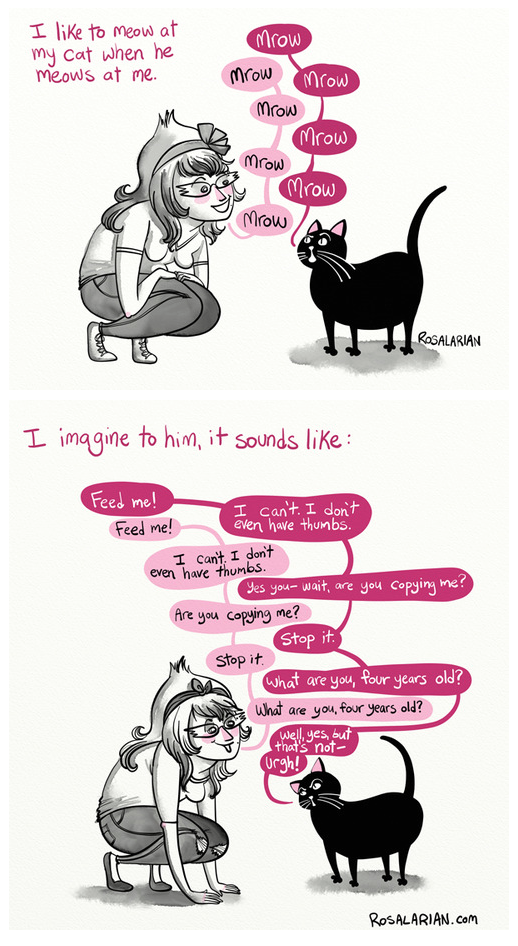 I like to meow at
my cat when he
meows at me.
Mrow
Mrow
Mrow
Mrow
Mrow
Mrow
Mrow
Mrow
ROSALARIAN
I imagine to him, it sounds like:
Feed me!
Feed me!
I can't. I don't
even have thumbs.
I can't. I don't
even have thumbs.
Yes you— wait, are you copying me?
Are you copying me?
Stop it.
Stop it.
What are you, four years old?
What are you, four years old?
Well, yes, but
that's not—
Urgh!
ROSALARIAN.com